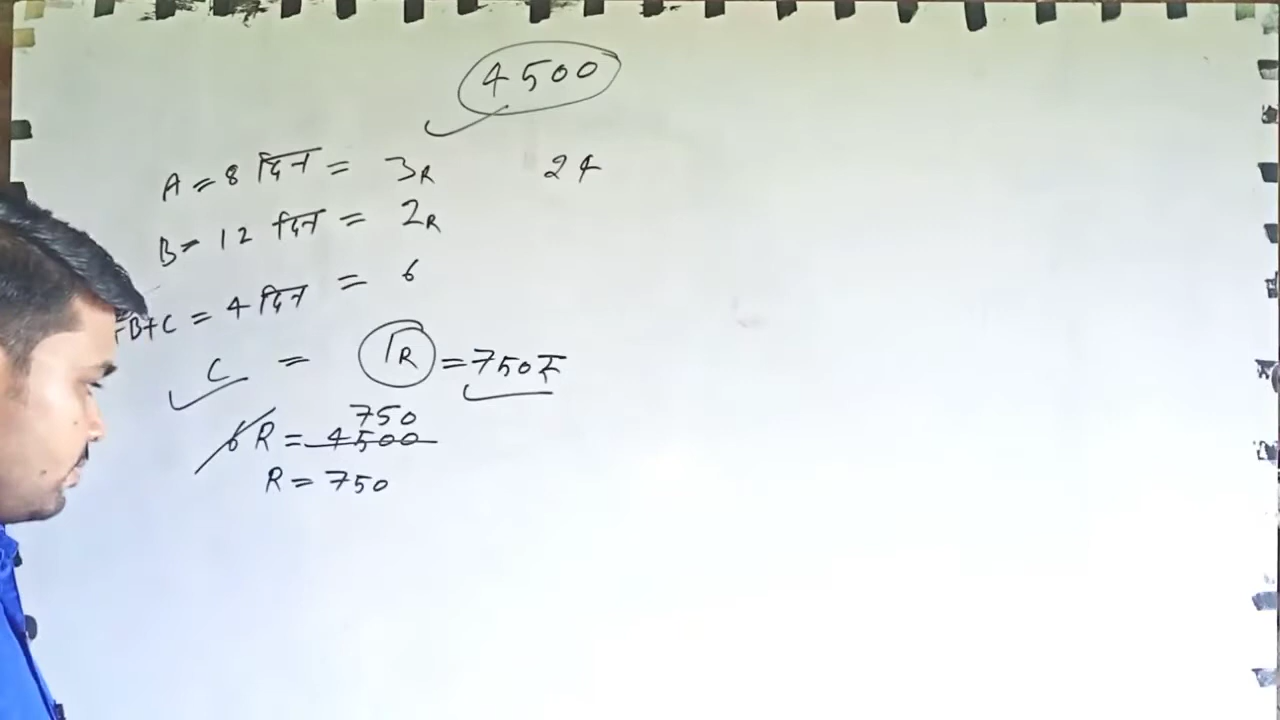 4500
A = 8 दिन = 3R 24
B = 12 दिन = 2R
+B+C = 4 दिन = 6
C = 1R = 750₹
750
6R = 4500
R = 750